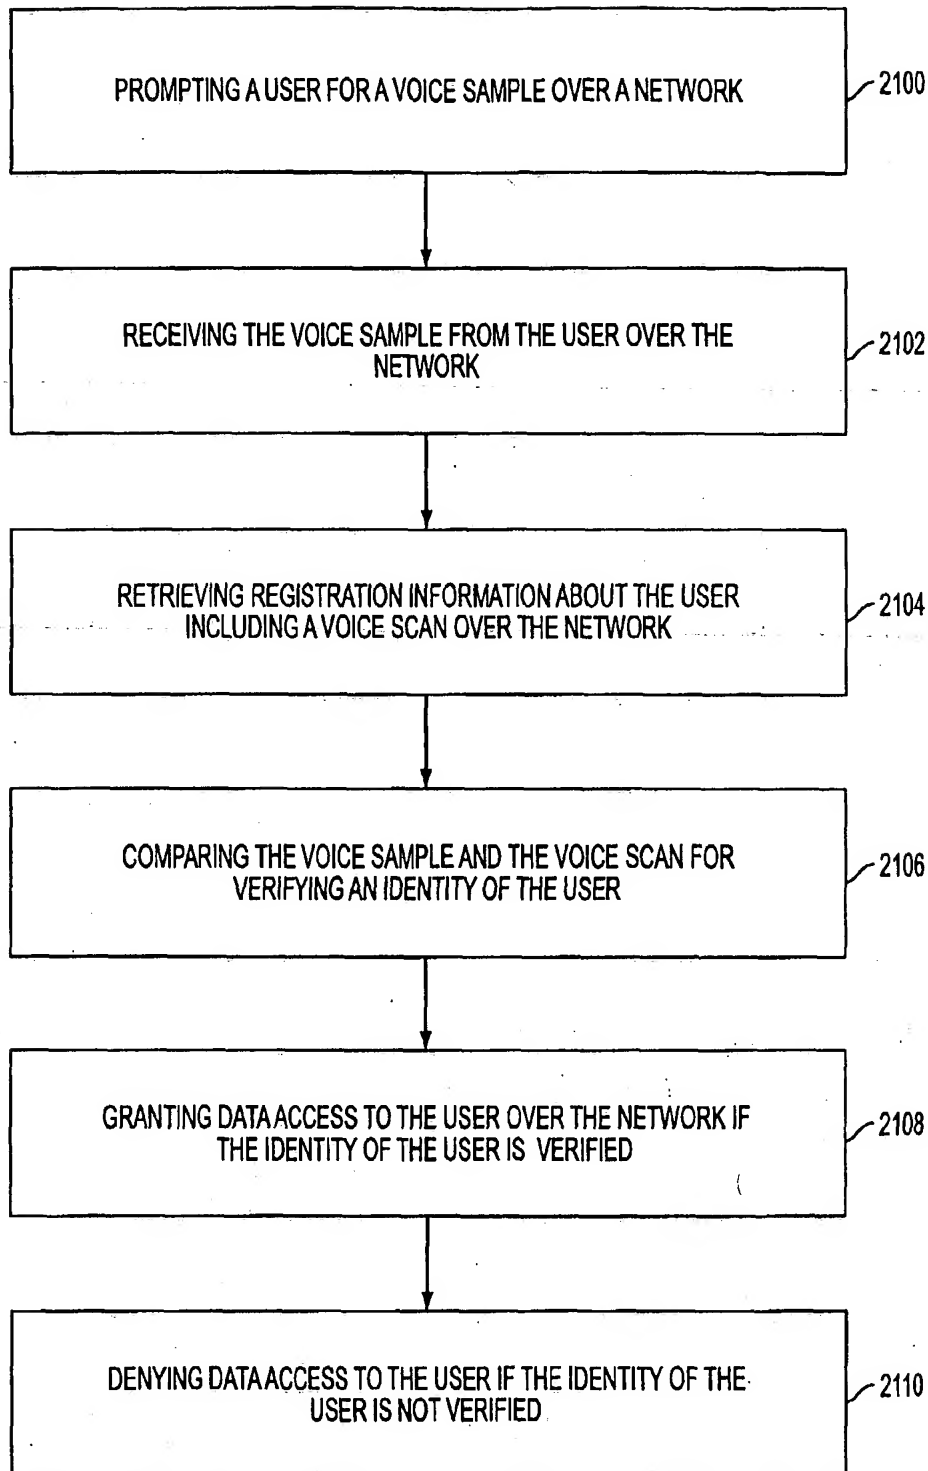 PROMPTING A USER FOR A VOICE SAMPLE OVER A NETWORK
2100
RECEIVING THE VOICE SAMPLE FROM THE USER OVER THE
NETWORK
2102
RETRIEVING REGISTRATION INFORMATION ABOUT THE USER
INCLUDING A VOICE SCAN OVER THE NETWORK
2104
COMPARING THE VOICE SAMPLE AND THE VOICE SCAN FOR
VERIFYING AN IDENTITY OF THE USER
2106
GRANTING DATA ACCESS TO THE USER OVER THE NETWORK IF
THE IDENTITY OF THE USER IS VERIFIED
2108
DENYING DATA ACCESS TO THE USER IF THE IDENTITY OF THE
USER IS NOT VERIFIED
2110